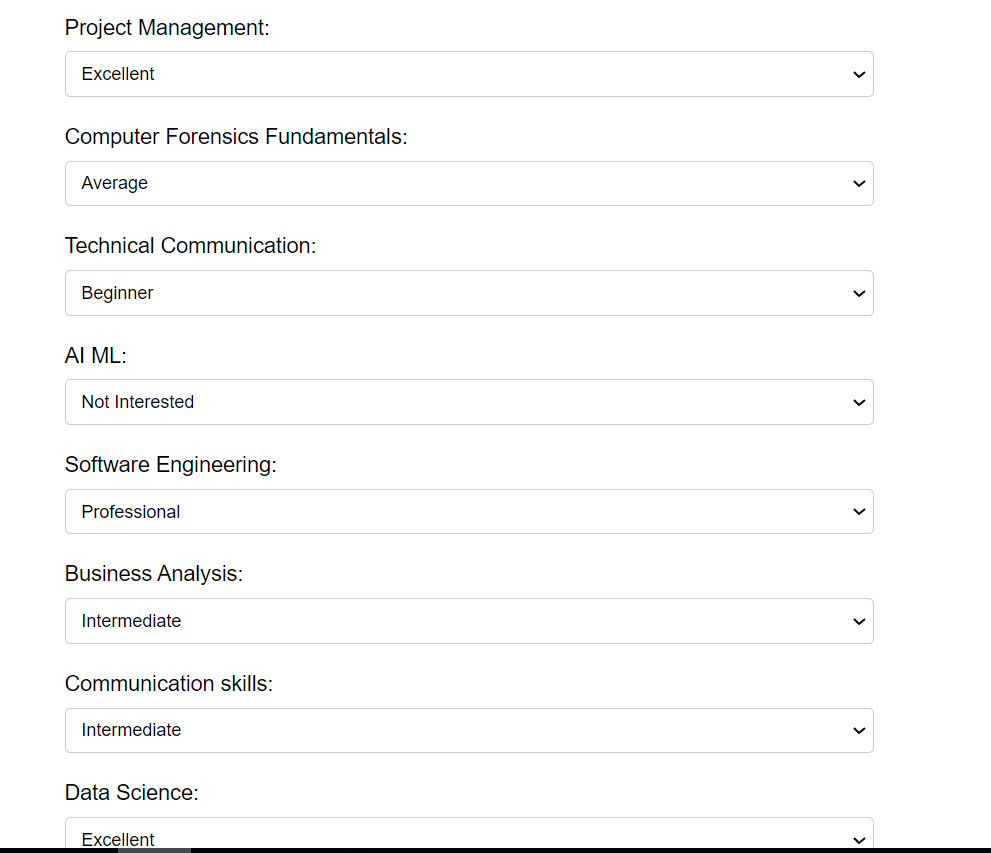 Project Management:
Excellent
Computer Forensics Fundamentals:
Average
Technical Communication:
Beginner
AI ML:
Not Interested
Software Engineering:
Professional
Business Analysis:
Intermediate
Communication skills:
Intermediate
Data Science:
Excellent